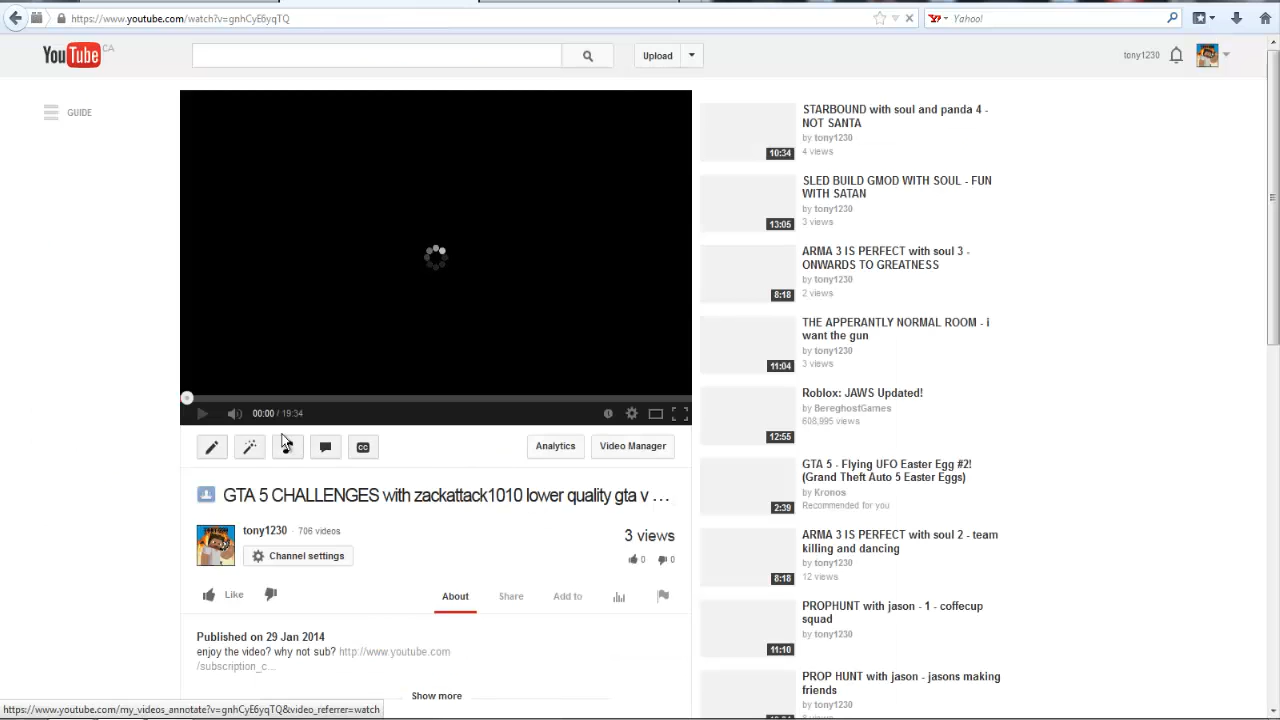 https://www.youtube.com/watch?v=gnhCyE6yqTQ
Yahoo!
YouTube CA
Upload
tony1230
GUIDE
00:00 / 19:34
CC
Analytics
Video Manager
GTA 5 CHALLENGES with zackattack1010 lower quality gta v ...
tony1230 · 706 videos
Channel settings
3 views
0
0
Like
About
Share
Add to
Published on 29 Jan 2014
enjoy the video? why not sub? http://www.youtube.com
/subscription_c...
Show more
STARBOUND with soul and panda 4 -
NOT SANTA
by tony1230
4 views
10:34
SLED BUILD GMOD WITH SOUL - FUN
WITH SATAN
by tony1230
3 views
13:05
ARMA 3 IS PERFECT with soul 3 -
ONWARDS TO GREATNESS
by tony1230
2 views
8:18
THE APPERANTLY NORMAL ROOM - i
want the gun
by tony1230
3 views
11:04
Roblox: JAWS Updated!
by BereghostGames
608,995 views
12:55
GTA 5 - Flying UFO Easter Egg #2!
(Grand Theft Auto 5 Easter Eggs)
by Kronos
Recommended for you
2:39
ARMA 3 IS PERFECT with soul 2 - team
killing and dancing
by tony1230
12 views
8:18
PROPHUNT with jason - 1 - coffecup
squad
by tony1230
11:10
PROP HUNT with jason - jasons making
friends
by tony1230
https://www.youtube.com/my_videos_annotate?v=gnhCyE6yqTQ&video_referrer=watch